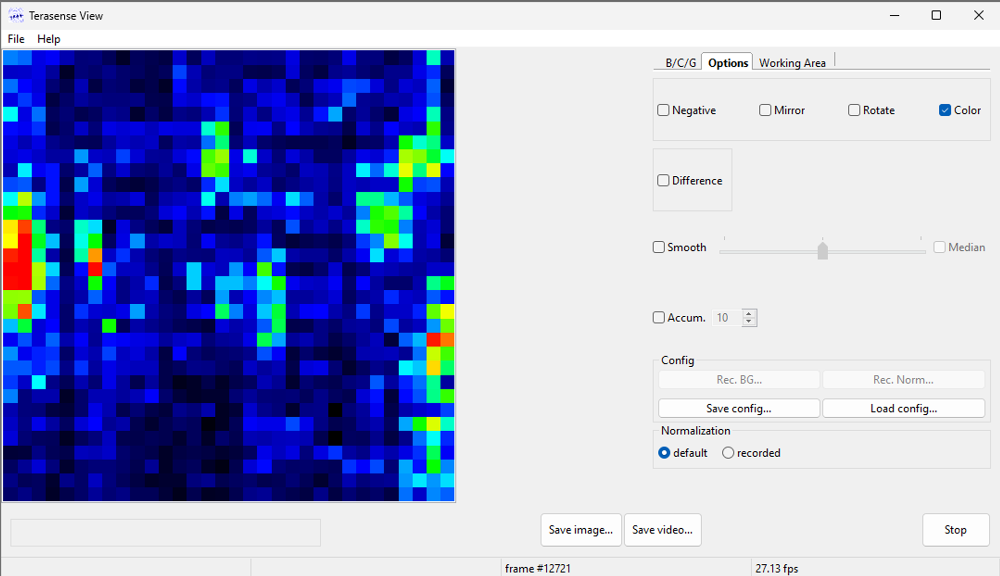 Terasense View
File Help
B/C/G Options Working Area
Negative Mirror Rotate Color
Difference
Smooth Median
Accum. 10
Config
Rec. BG... Rec. Norm...
Save config... Load config...
Normalization
default recorded
Save image... Save video... Stop
frame #12721 27.13 fps